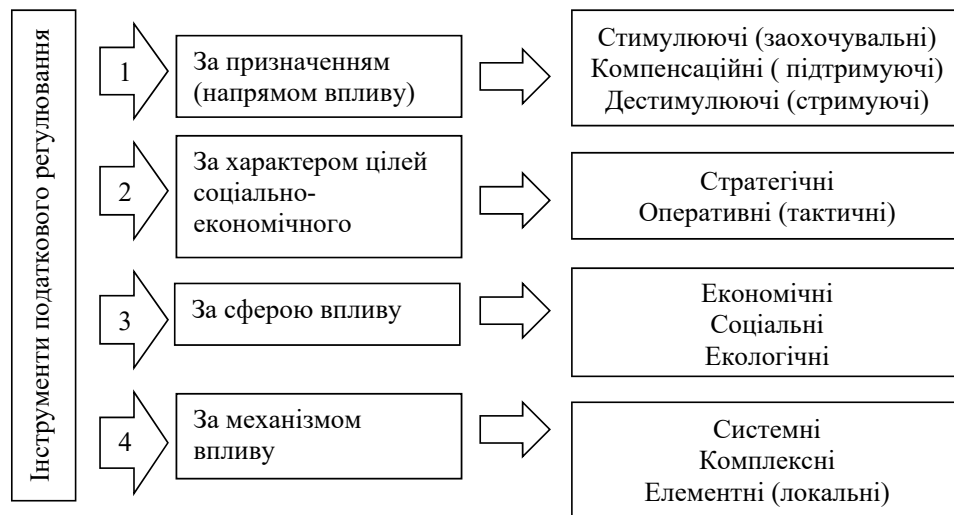 Інструменти податкового регулювання
1
За призначенням
(напрямом впливу)
Стимулюючі (заохочувальні)
Компенсаційні ( підтримуючі)
Дестимулюючі (стримуючі)
2
За характером цілей
соціально-
економічного
Стратегічні
Оперативні (тактичні)
3
За сферою впливу
Економічні
Соціальні
Екологічні
4
За механізмом
впливу
Системні
Комплексні
Елементні (локальні)